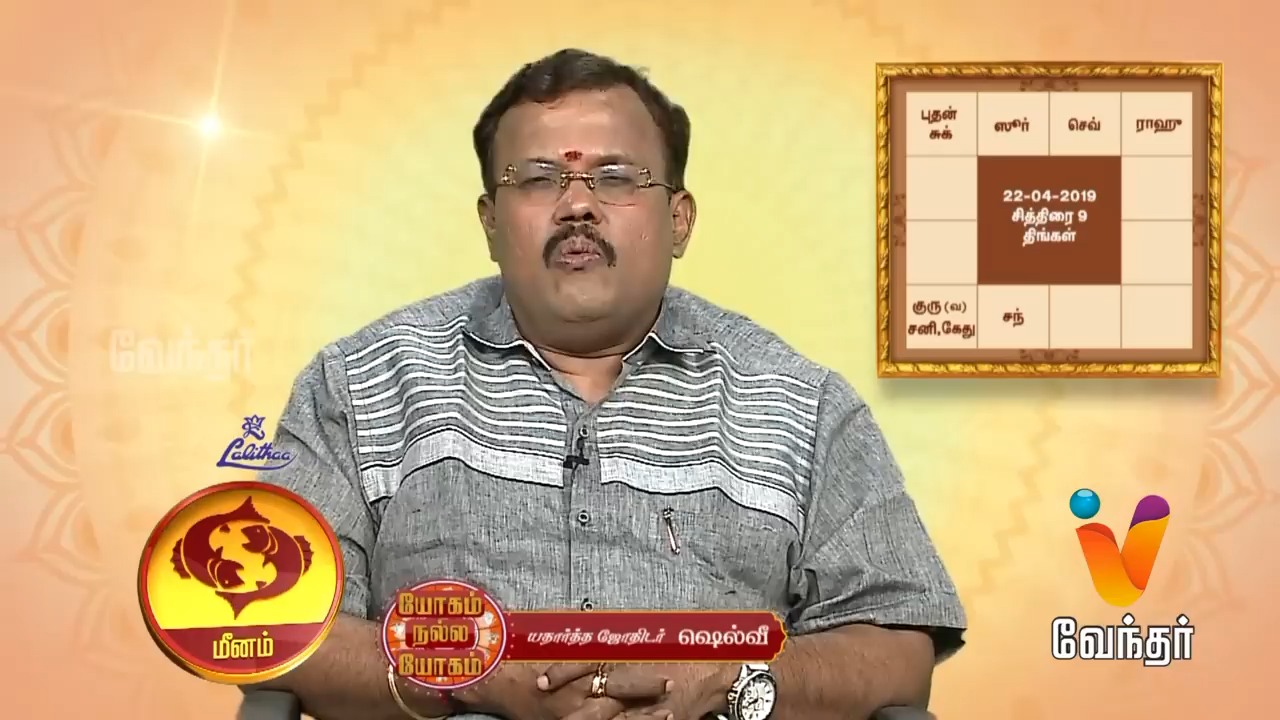 புதன்
சுக்
ஸூர்
செவ்
ராஹு
22-04-2019
சித்திரை 9
திங்கள்
குரு (வ)
சனி,கேது
சந்
வேந்தர்
Lalithaa
மீனம்
யோகம்
நல்ல
யோகம்
யதார்த்த ஜோதிடர் ஷெல்வீ
வேந்தர்